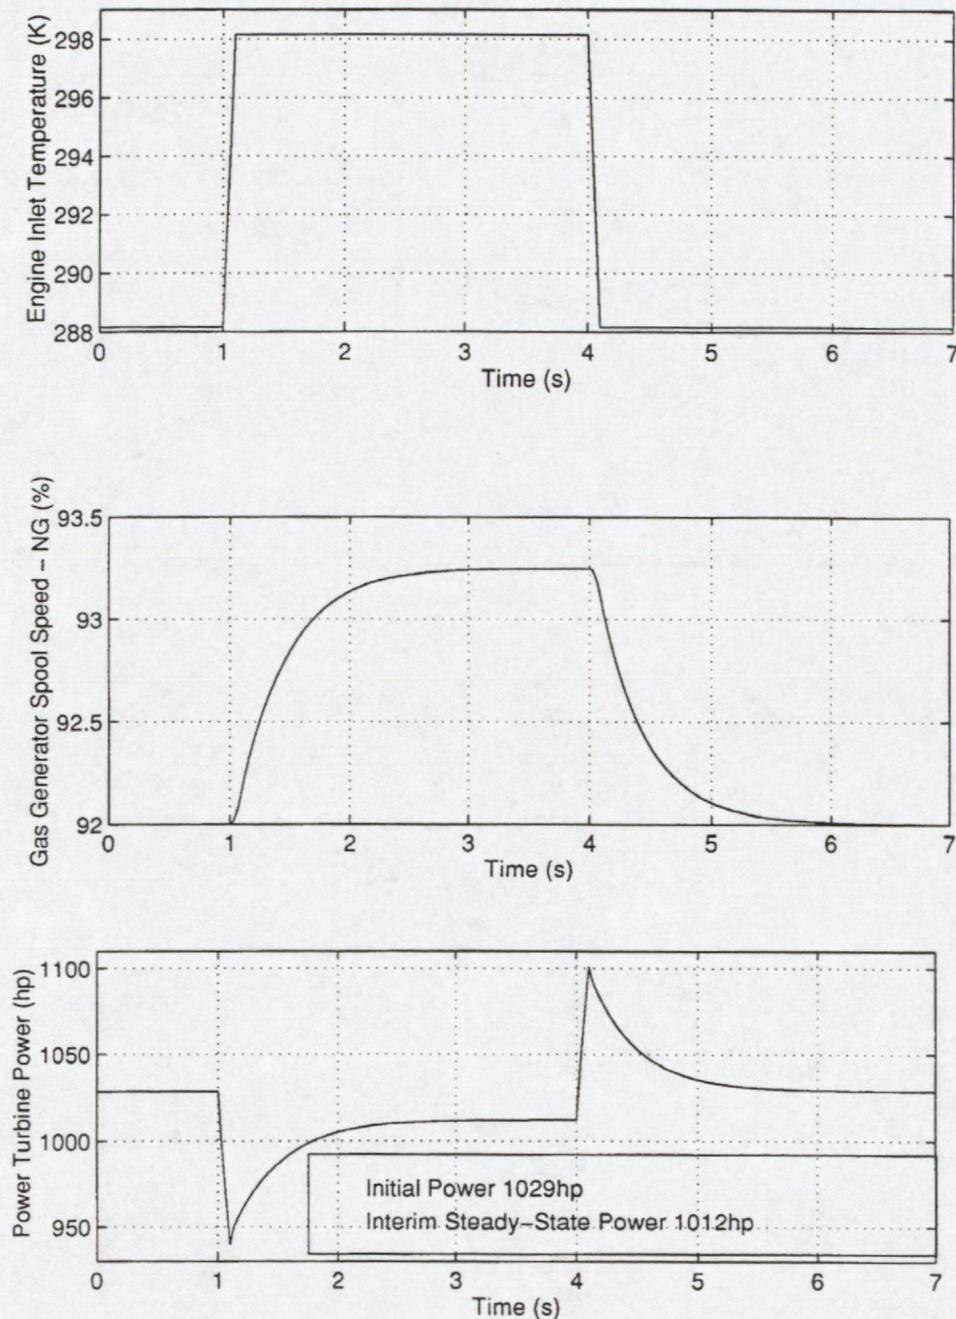 Engine Inlet Temperature (K)
298
296
294
292
290
288
0 1 2 3 4 5 6 7
Time (s)
Gas Generator Spool Speed - NG (%)
93.5
93
92.5
92
0 1 2 3 4 5 6 7
Time (s)
Power Turbine Power (hp)
1100
1050
1000
950
Initial Power 1029hp
Interim Steady-State Power 1012hp
0 1 2 3 4 5 6 7
Time (s)